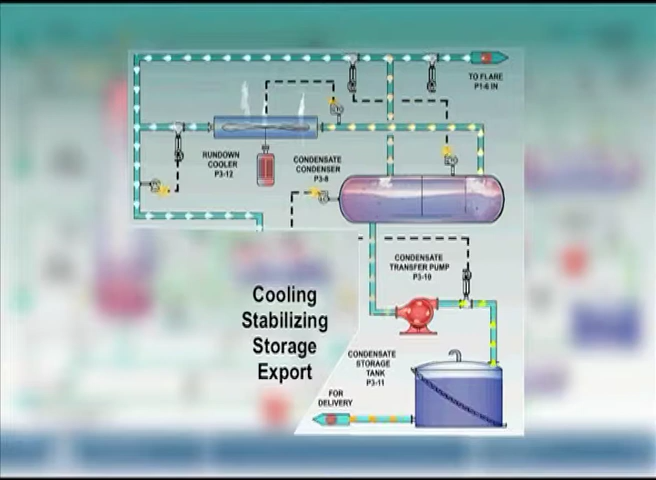 TO FLARE
P1-6 IN
RUNDOWN
COOLER
P3-12
CONDENSATE
CONDENSER
P3-8
CONDENSATE
TRANSFER PUMP
P3-10
Cooling
Stabilizing
Storage
Export
CONDENSATE
STORAGE
TANK
P3-11
FOR
DELIVERY